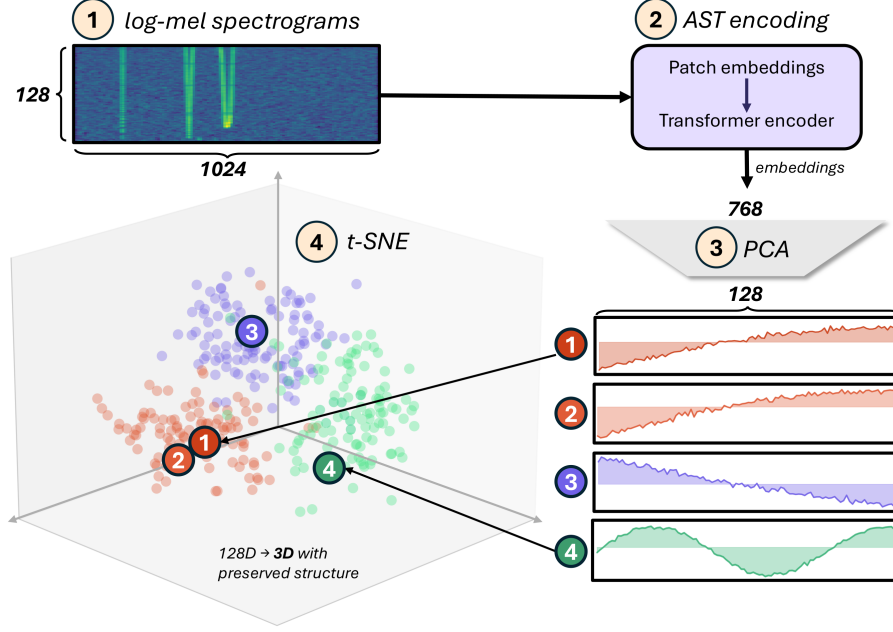 1 log-mel spectrograms
2 AST encoding
128
1024
Patch embeddings
Transformer encoder
embeddings
768
3 PCA
128
4 t-SNE
3
1
2
4
128D → 3D with
preserved structure
1
2
3
4